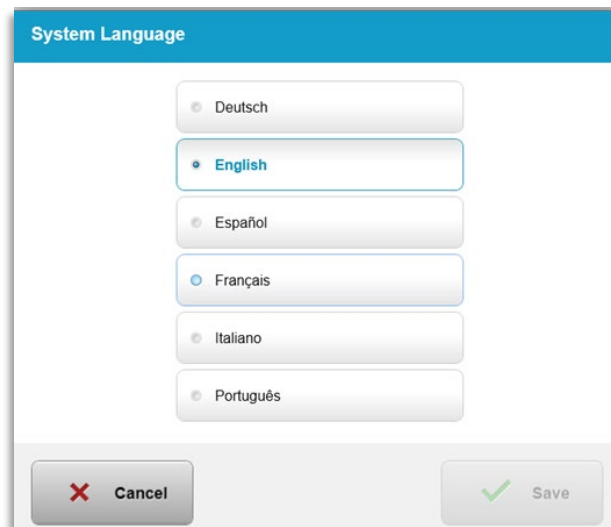 System Language
Deutsch
English
Español
Français
Italiano
Português
Cancel
Save